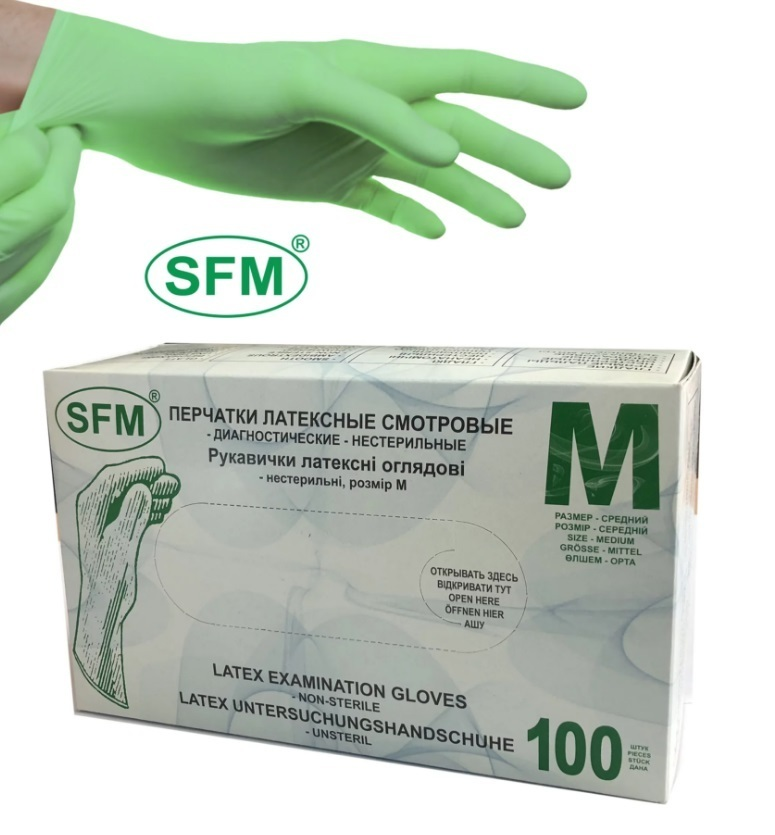 SFM®
SFM®
ПЕРЧАТКИ ЛАТЕКСНЫЕ СМОТРОВЫЕ
- ДИАГНОСТИЧЕСКИЕ - НЕСТЕРИЛЬНЫЕ
Рукавички латексні оглядові
- нестерильні, розмір М
M
РАЗМЕР - СРЕДНИЙ
РОЗМІР - СЕРЕДНІЙ
SIZE - MEDIUM
GRÖSSE - MITTEL
ӨЛШЕМ - ОРТА
ОТКРЫВАТЬ ЗДЕСЬ
ВІДКРИВАТИ ТУТ
OPEN HERE
ÖFFNEN HIER
АШУ
LATEX EXAMINATION GLOVES
- NON-STERILE
LATEX UNTERSUCHUNGSHANDSCHUHE
- UNSTERIL
100
ШТУК
PIECES
STÜCK
ДАНА